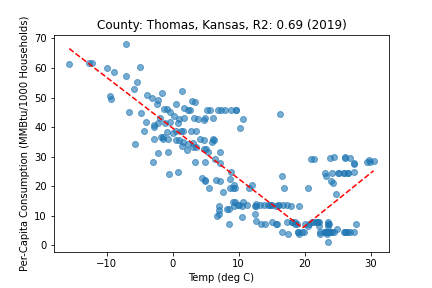 County: Thomas, Kansas, R2: 0.69 (2019)
Per-Capita Consumption (MMBtu/1000 Households)
70
60
50
40
30
20
10
0
−10 0 10 20 30
Temp (deg C)